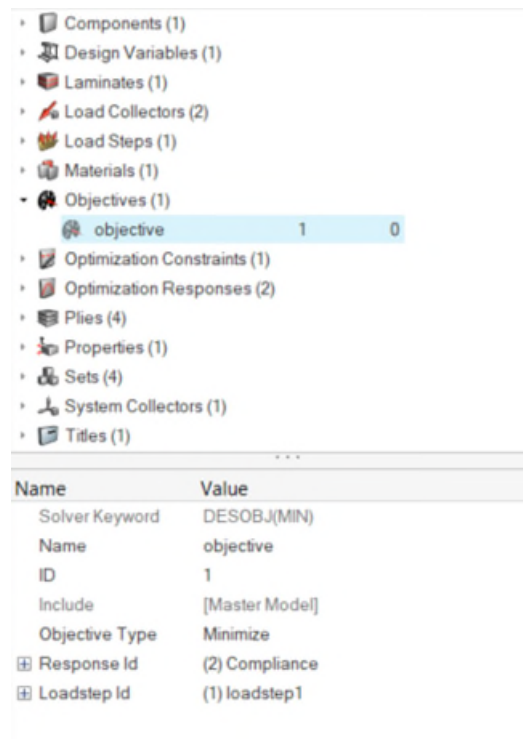 Components (1)
Design Variables (1)
Laminates (1)
Load Collectors (2)
Load Steps (1)
Materials (1)
Objectives (1)
objective 1 0
Optimization Constraints (1)
Optimization Responses (2)
Plies (4)
Properties (1)
Sets (4)
System Collectors (1)
Titles (1)
Name Value
Solver Keyword DESOBJ(MIN)
Name objective
ID 1
Include [Master Model]
Objective Type Minimize
Response Id (2) Compliance
Loadstep Id (1) loadstep1